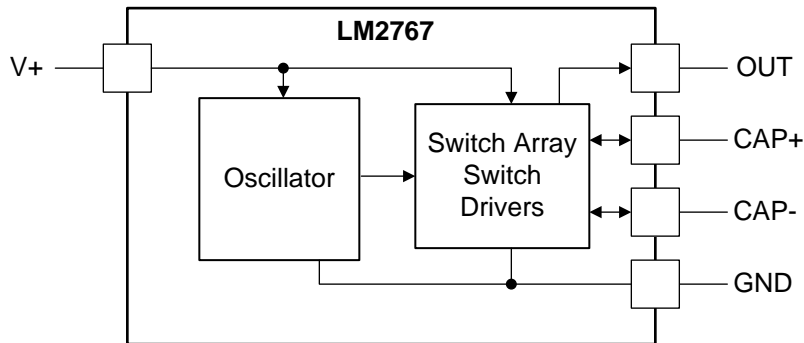 LM2767
V+
OUT
CAP+
Oscillator
Switch Array
Switch
Drivers
CAP-
GND